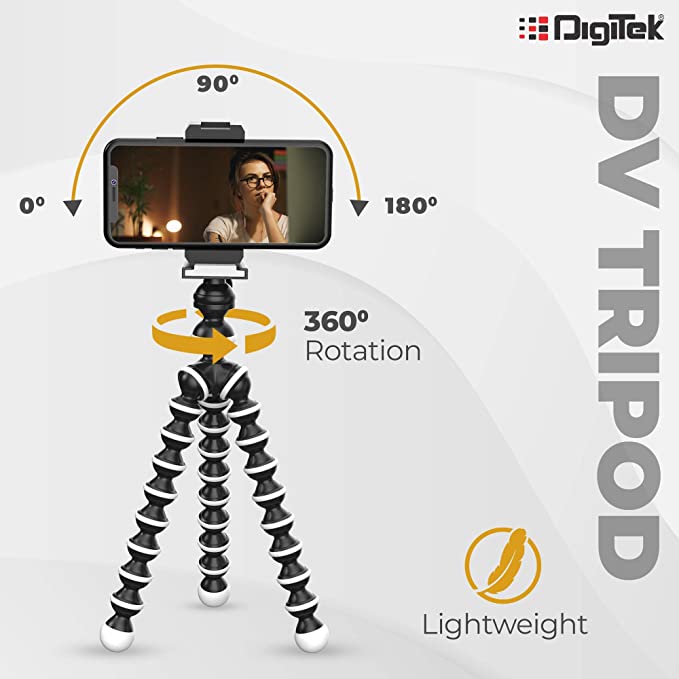 DIGITEK®
DV TRIPOD
90⁰
0⁰
180⁰
360⁰
Rotation
Lightweight